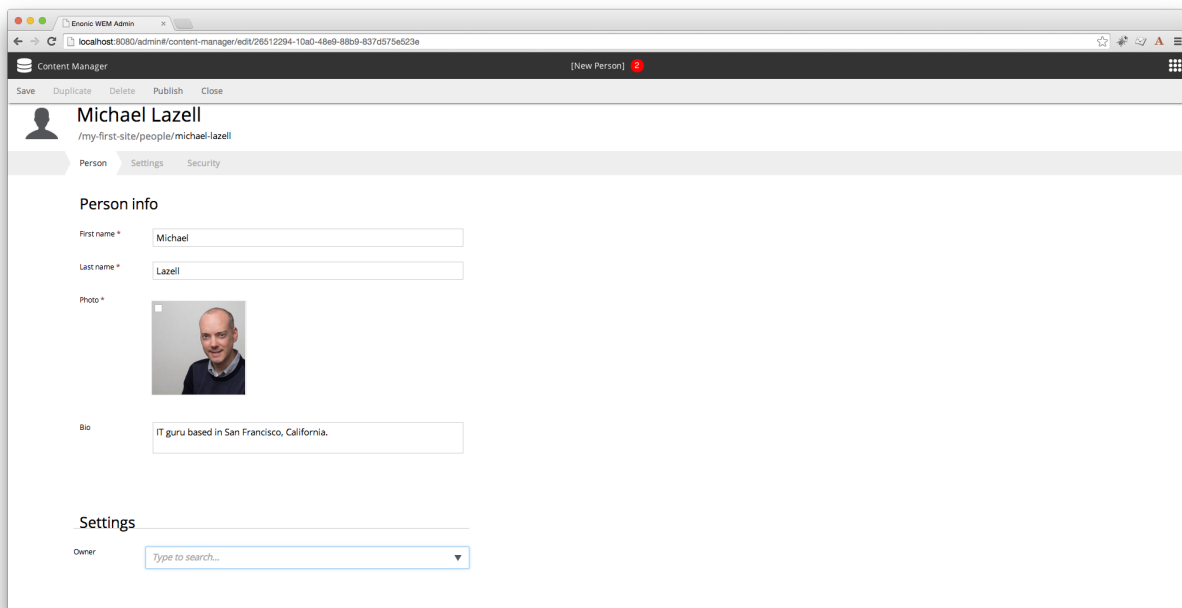 Enonic WEM Admin
localhost:8080/admin#/content-manager/edit/26512294-10a0-48e9-88b9-837d575e523e
Content Manager [New Person] 2
Save Duplicate Delete Publish Close
Michael Lazell
/my-first-site/people/michael-lazell
Person Settings Security
Person info
First name * Michael
Last name * Lazell
Photo *
Bio IT guru based in San Francisco, California.
Settings
Owner Type to search...